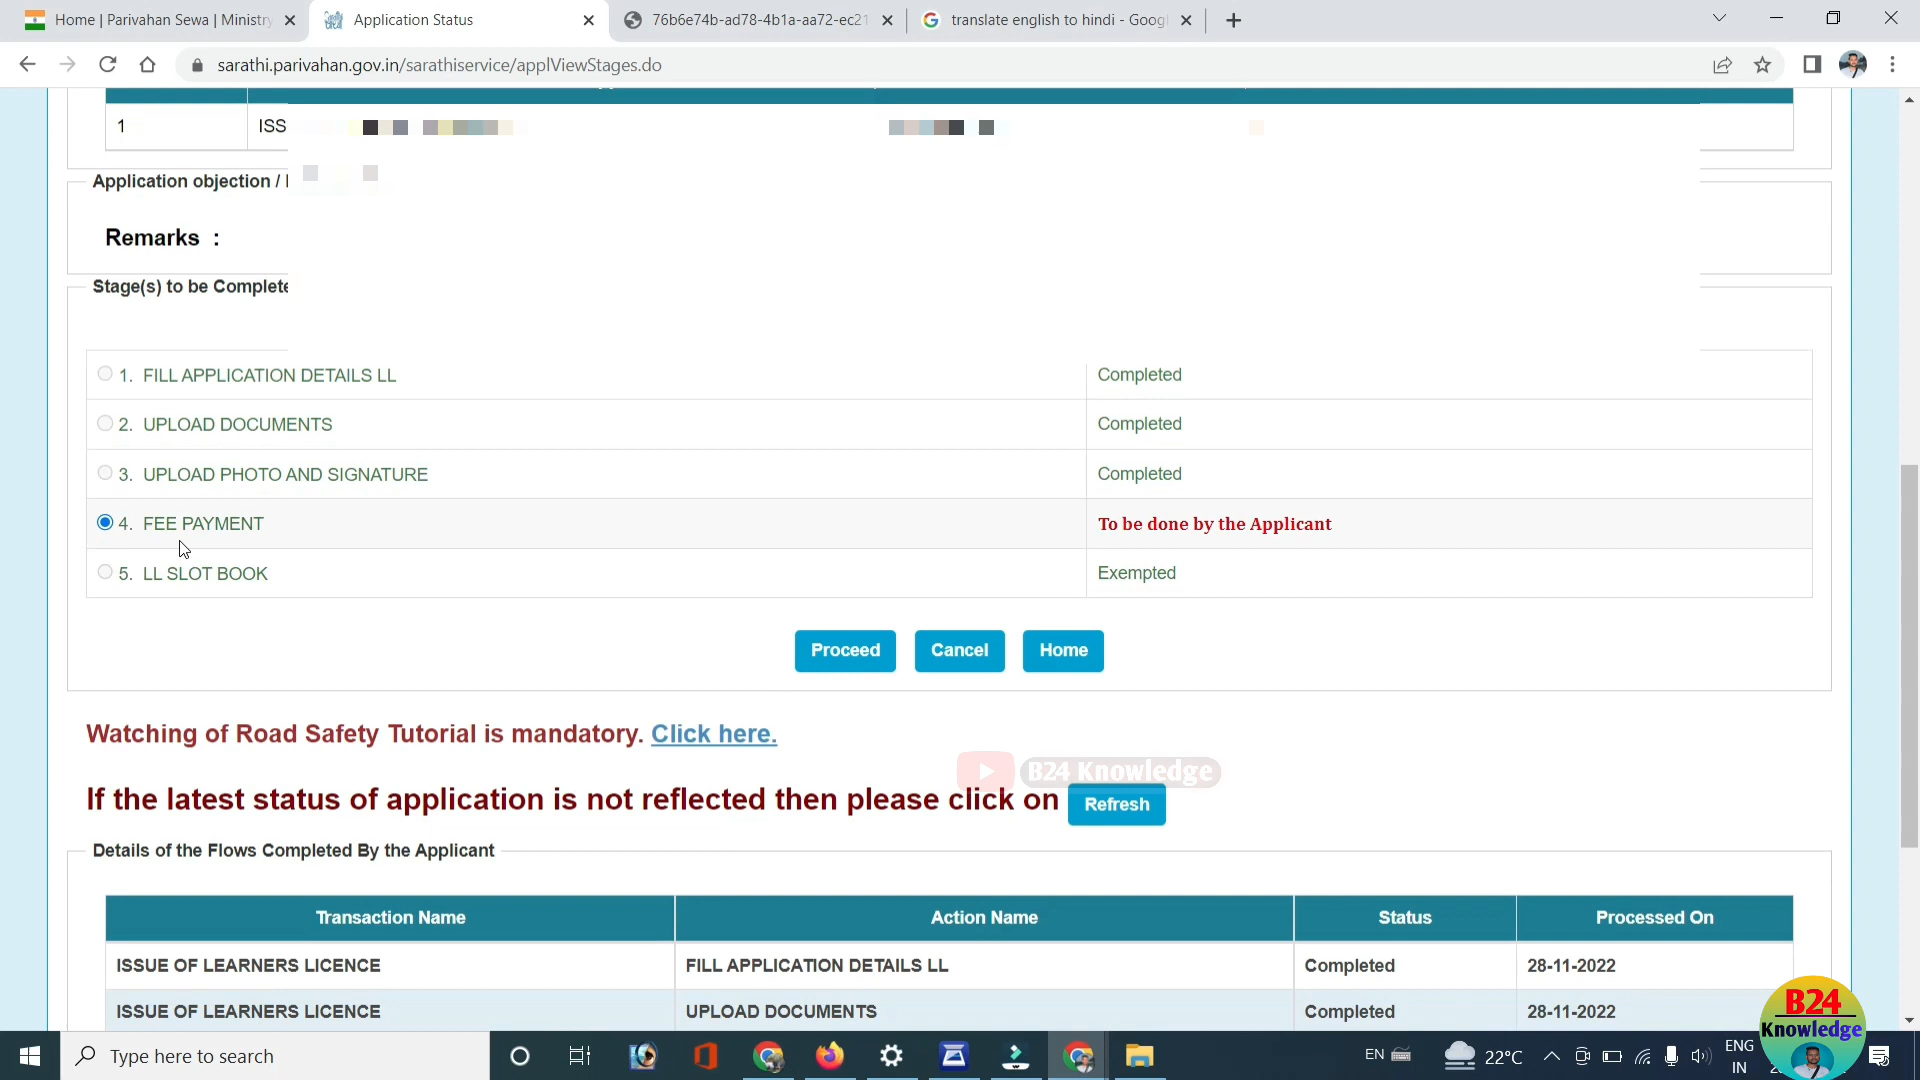 Home | Parivahan Sewa | Ministry
Application Status
76b6e74b-ad78-4b1a-aa72-ec21
translate english to hindi - Goog
sarathi.parivahan.gov.in/sarathiservice/applViewStages.do
1
ISS
Application objection /
Remarks :
Stage(s) to be Complete
1. FILL APPLICATION DETAILS LL
Completed
2. UPLOAD DOCUMENTS
Completed
3. UPLOAD PHOTO AND SIGNATURE
Completed
4. FEE PAYMENT
To be done by the Applicant
5. LL SLOT BOOK
Exempted
Proceed
Cancel
Home
Watching of Road Safety Tutorial is mandatory. Click here.
B24 Knowledge
If the latest status of application is not reflected then please click on
Refresh
Details of the Flows Completed By the Applicant
Transaction Name
Action Name
Status
Processed On
ISSUE OF LEARNERS LICENCE
FILL APPLICATION DETAILS LL
Completed
28-11-2022
ISSUE OF LEARNERS LICENCE
UPLOAD DOCUMENTS
Completed
28-11-2022
B24
Knowledge
Type here to search
EN
22°C
ENG
IN